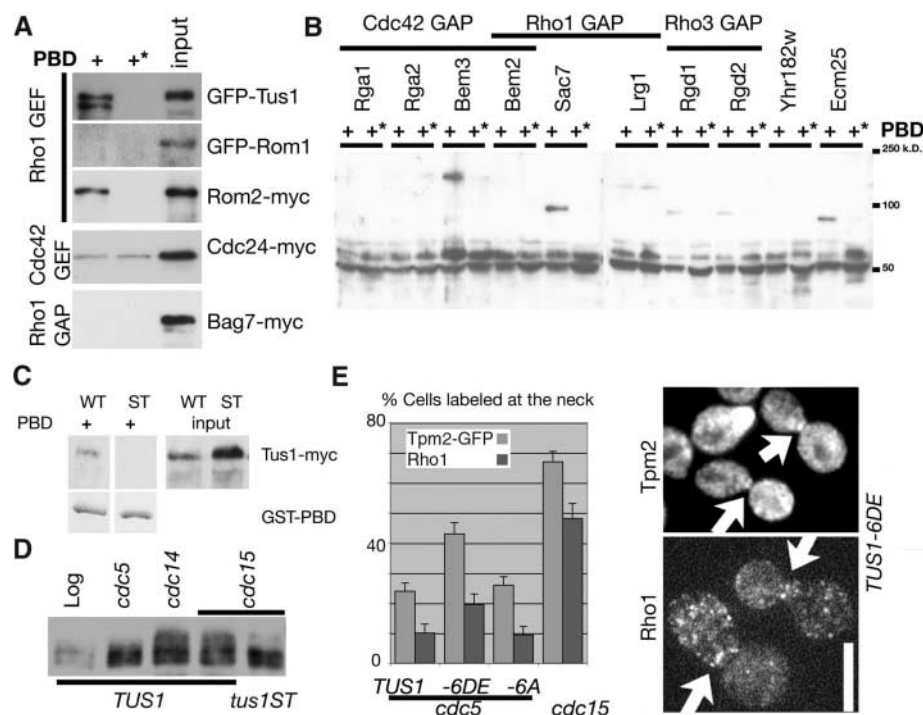 A
PBD + +* input
Rho1 GEF
GFP-Tus1
GFP-Rom1
Rom2-myc
Cdc42 GEF
Cdc24-myc
Rho1 GAP
Bag7-myc
B
Cdc42 GAP Rho1 GAP Rho3 GAP
Rga1 Rga2 Bem3 Bem2 Sac7 Lrg1 Rgd1 Rgd2 Yhr182w Ecm25
+ +* + +* + +* + +* + +* + +* + +* + +* + +* + +* PBD
250 k.D.
100
50
C
WT ST WT ST
PBD + + input
Tus1-myc
GST-PBD
D
Log cdc5 cdc14 cdc15
TUS1 tus1ST
E
% Cells labeled at the neck
80
Tpm2-GFP
Rho1
40
0
TUS1 -6DE -6A
cdc5 cdc15
Tpm2
Rho1
TUS1-6DE